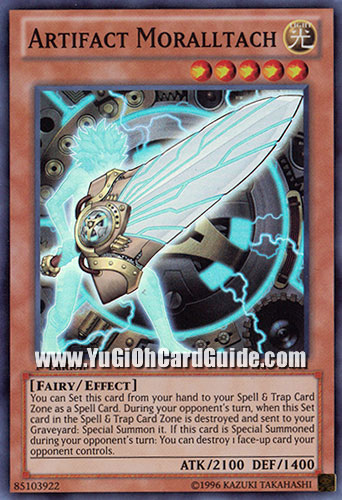 ARTIFACT MORALLTACH
LIGHT
光
www.YuGiOhCardGuide.com
[FAIRY/EFFECT]
You can Set this card from your hand to your Spell & Trap Card
Zone as a Spell Card. During your opponent's turn, when this Set
card in the Spell & Trap Card Zone is destroyed and sent to your
Graveyard: Special Summon it. If this card is Special Summoned
during your opponent's turn: You can destroy 1 face-up card your
opponent controls.
ATK/2100 DEF/1400
85103922
©1996 KAZUKI TAKAHASHI